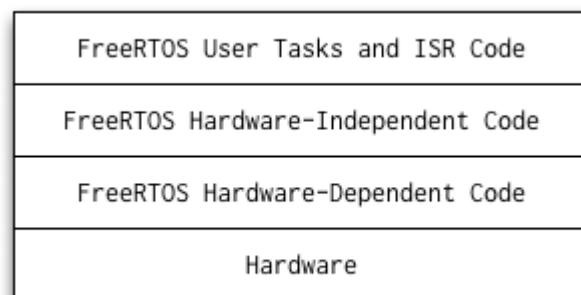 FreeRTOS User Tasks and ISR Code
FreeRTOS Hardware-Independent Code
FreeRTOS Hardware-Dependent Code
Hardware